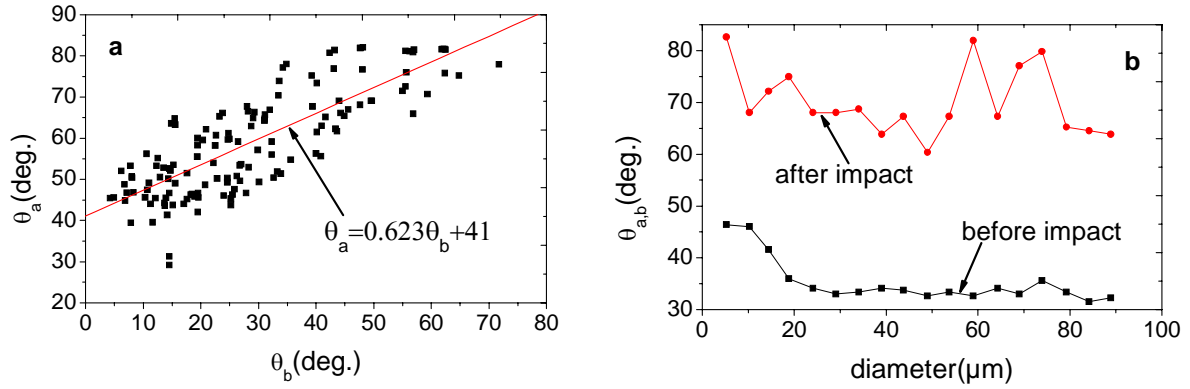 a
90
80
70
60
50
40
30
20
θa(deg.)
θa=0.623θb+41
0 10 20 30 40 50 60 70 80
θb(deg.)
b
80
70
60
50
40
30
θa,b(deg.)
after impact
before impact
0 20 40 60 80 100
diameter(μm)